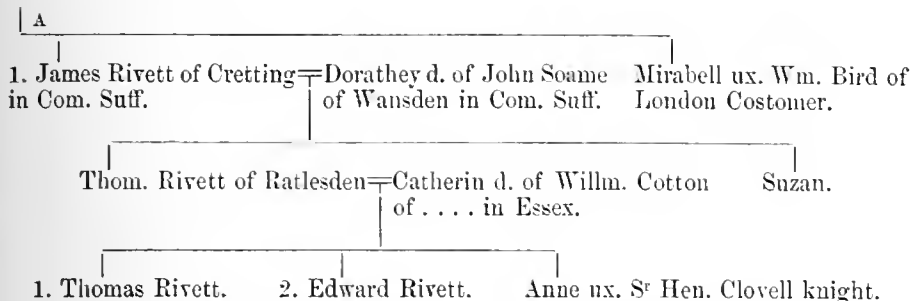 A
1. James Rivett of Cretting Dorathey d. of John Soame Mirabell ux. Wm. Bird of
in Com. Suff. of Wansden in Com. Suff. London Costomer.
Thom. Rivett of Ratlesden Catherin d. of Willm. Cotton Suzan.
of . . . . in Essex.
1. Thomas Rivett. 2. Edward Rivett. Anne ux. Sʳ Hen. Clovell knight.